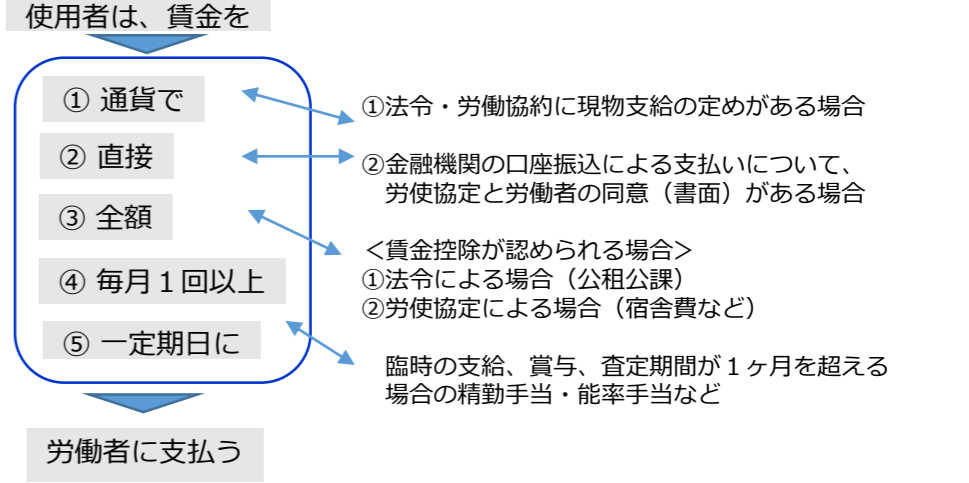 使用者は、賃金を
① 通貨で
② 直接
③ 全額
④ 毎月１回以上
⑤ 一定期日に
労働者に支払う
①法令・労働協約に現物支給の定めがある場合
②金融機関の口座振込による支払いについて、
労使協定と労働者の同意（書面）がある場合
＜賃金控除が認められる場合＞
①法令による場合（公租公課）
②労使協定による場合（宿舎費など）
臨時の支給、賞与、査定期間が１ヶ月を超える
場合の精勤手当・能率手当など